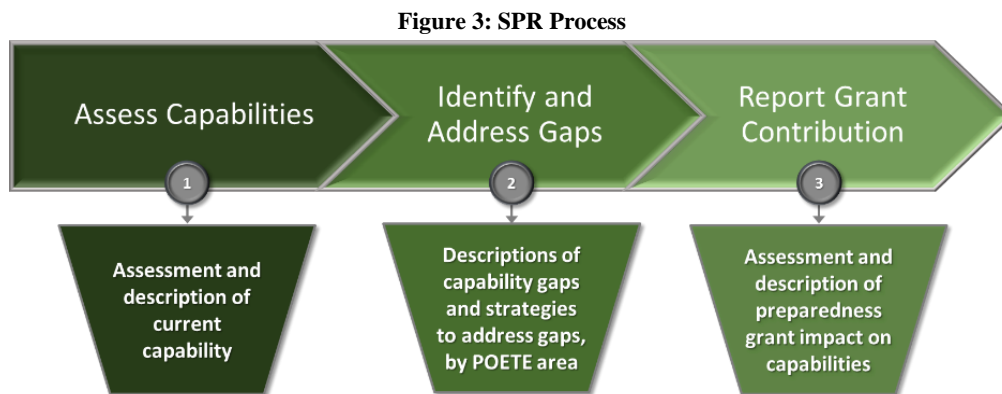 Figure 3: SPR Process
Assess Capabilities
Identify and
Address Gaps
Report Grant
Contribution
1
2
3
Assessment and
description of
current
capability
Descriptions of
capability gaps
and strategies
to address gaps,
by POETE area
Assessment and
description of
preparedness
grant impact on
capabilities